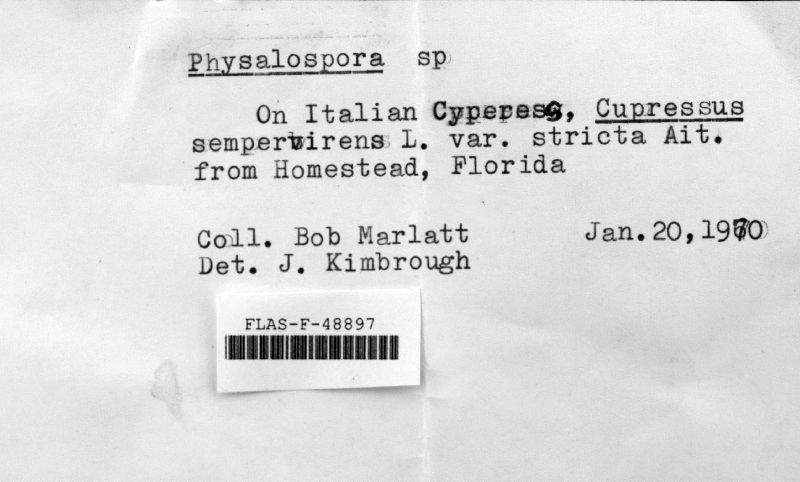 Physalospora sp
On Italian Cyperess, Cupressus
sempervirens L. var. stricta Ait.
from Homestead, Florida
Coll. Bob Marlatt Jan. 20, 1970
Det. J. Kimbrough
FLAS-F-48897